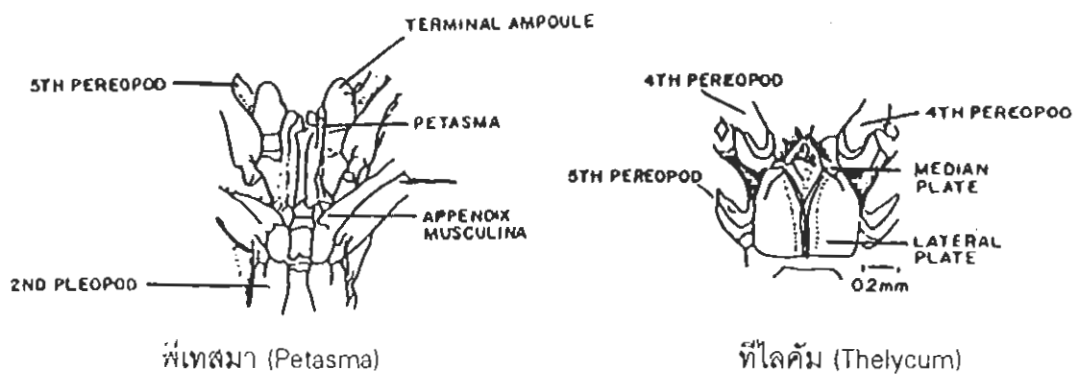 TERMINAL AMPOULE
5TH PEREOPOD
PETASMA
APPENDIX
MUSCULINA
2ND PLEOPOD
พีเทสมา (Petasma)
4TH PEREOPOD
4TH PEREOPOD
5TH PEREOPOD
MEDIAN
PLATE
LATERAL
PLATE
0.2mm
ทีไลคัม (Thelycum)